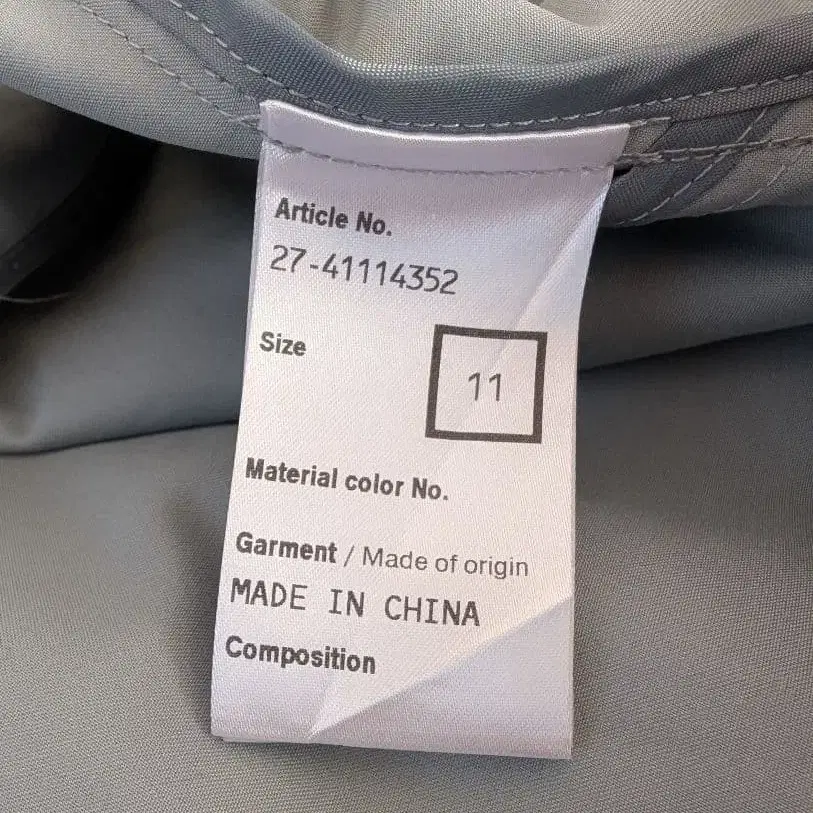 Article No.
27-41114352
Size
11
Material color No.
Garment / Made of origin
MADE IN CHINA
Composition